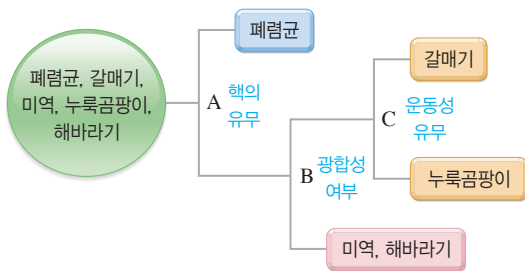 폐렴균, 갈매기,
미역, 누룩곰팡이,
해바라기
A 핵의
유무
폐렴균
B 광합성
여부
C 운동성
유무
갈매기
누룩곰팡이
미역, 해바라기